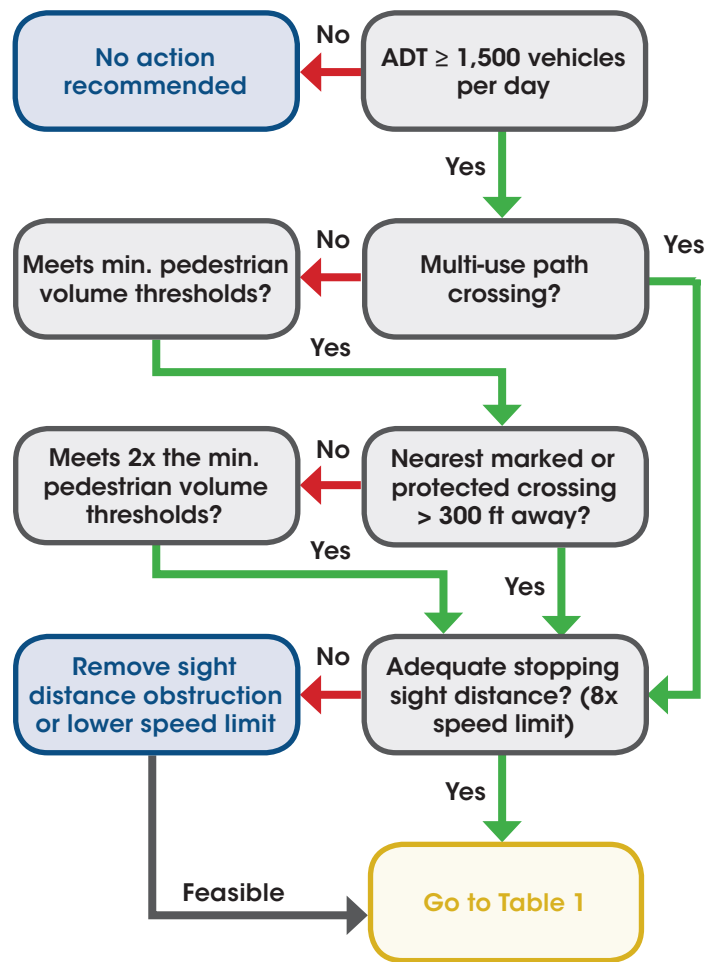 No action
recommended
No
ADT ≥ 1,500 vehicles
per day
Yes
Meets min. pedestrian
volume thresholds?
No
Multi-use path
crossing?
Yes
Yes
Meets 2x the min.
pedestrian volume
thresholds?
No
Nearest marked or
protected crossing
> 300 ft away?
Yes
Yes
Remove sight
distance obstruction
or lower speed limit
No
Adequate stopping
sight distance? (8x
speed limit)
Yes
Feasible
Go to Table 1